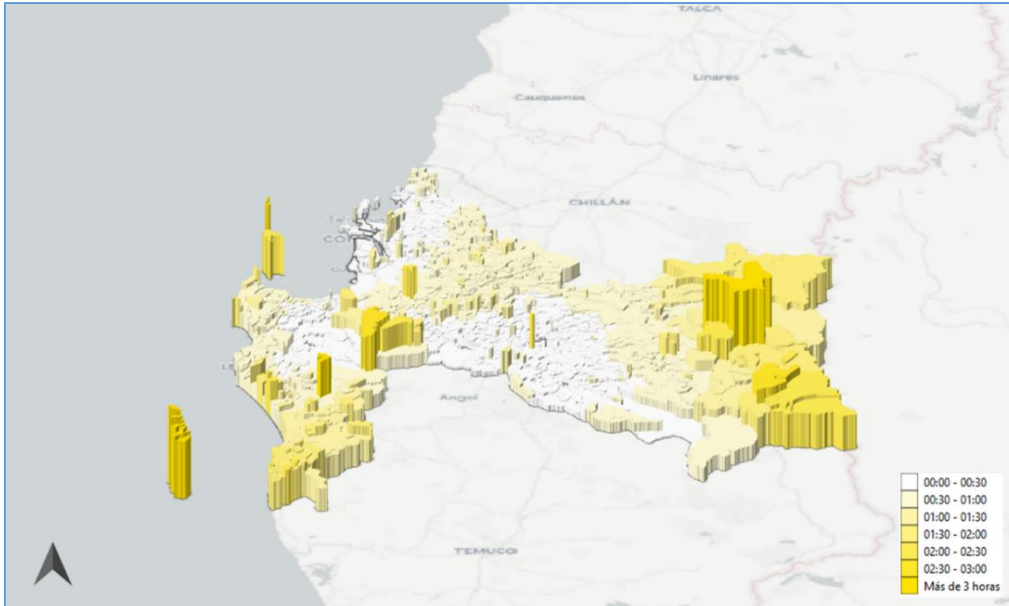 TALCA
Linares
Cauquenes
CHILLÁN
Angol
TEMUCO
00:00 - 00:30
00:30 - 01:00
01:00 - 01:30
01:30 - 02:00
02:00 - 02:30
02:30 - 03:00
Más de 3 horas